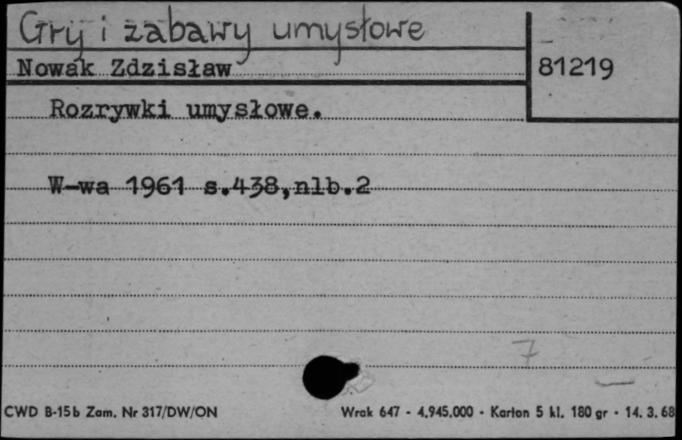 Gry i zabawy umysłowe
Nowak Zdzisław
81219
Rozrywki umysłowe.
W-wa 1961 s.438,nlb.2
7
CWD B-15b Zam. Nr 317/DW/ON
Wrak 647 - 4.945.000 - Karton 5 kl. 180 gr - 14. 3. 68